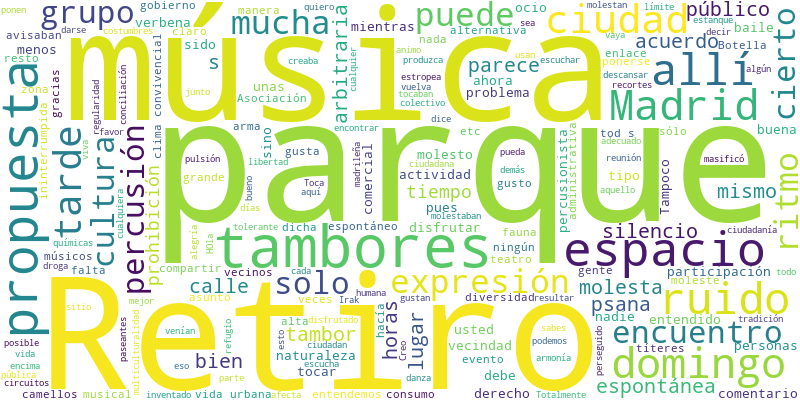 música
parque
Retiro
tambores
espacio
ruido
domingo
encuentro
expresión
propuesta
Madrid
ciudad
allí
cierto
ritmo
cultura
tarde
percusión
grupo
mucha
puede
solo
silencio
molesta
espontánea
psana
mismo
lugar
horas
calle
bien
tambor
parece
público
acuerdo
arbitraria
prohibición
tiempo
s
gobierno
verbena
avisaban
menos
resto
zona
gracias
regularidad
conciliación
favor
clima convivencial
ininterrumpida
costumbres
ponen
darse
manera
claro
sido
unas
Asociación
junto
mientras
quiero
nada
ahora
problema
creaba
arma
sino
gusta
pulsión
libertad
grande
cualquiera
viva
químicas
droga
músicos
falta
compartir
vecinos
alegría
tolerante
días
H0la
bueno
Toca
aquí
madrileña
comercial
espontáneo
dicha
molesto
actividad
gusto
pues
disfrutar
molestaban
ciudadana
fauna
ningún
teatro
ocio
alternativa
molestan
sea
límite
estanque
baile
decir
Botella
enlace
ponerse
vaya
algún
descansar
recortes
buena
animo
produzca
usan
escuchar
cualquier
estropea
vuelva
tocaban
colectivo
dice
encontrar
etc
tod s
sólo
adecuado
reunión
masificó
tipo
aquello
Tampoco
ciudadanía
percusionista
administrativa
pueda
demás
gente
participación
todo
moleste
tradición
diversidad
resultar
nadie
entendido
personas
títeres
perseguido
comentario
sabes
podemos
armonía
Totalmente
usted
vecindad
evento
debe
derecho
danza
gustan
Creo
hacía
humana
Irak
veces
cada
alta
naturaleza
tocar
escucha
ciudadan
esto
entendemos
consumo
afecta
disfrutado
refugio
parte
vida urbana
inventado
eso
venían
asunto
mejor
multiculturalidad
paseantes
sitio
posible
vida
encima
pública
circuitos
camellos
musical